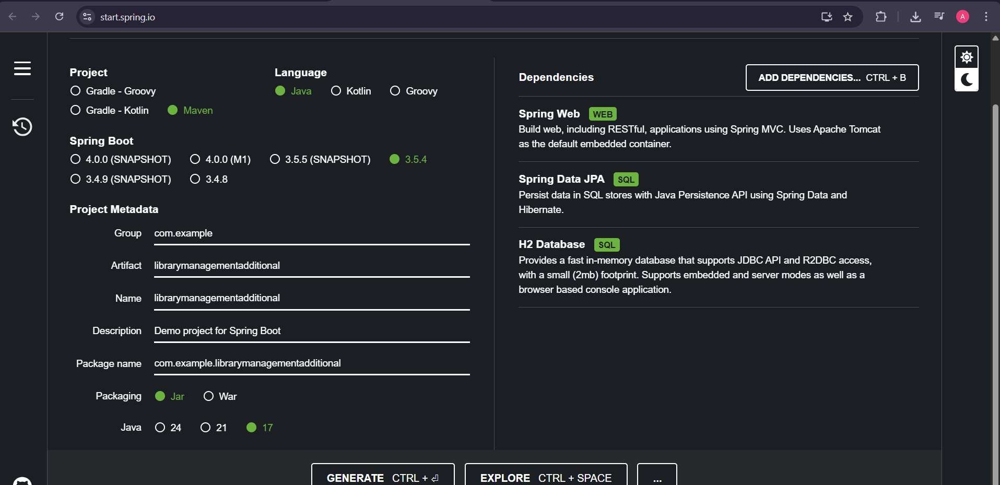 start.spring.io
A
Project
Gradle - Groovy
Gradle - Kotlin Maven
Language
Java Kotlin Groovy
Spring Boot
4.0.0 (SNAPSHOT) 4.0.0 (M1) 3.5.5 (SNAPSHOT) 3.5.4
3.4.9 (SNAPSHOT) 3.4.8
Project Metadata
Group com.example
Artifact librarymanagementadditional
Name librarymanagementadditional
Description Demo project for Spring Boot
Package name com.example.librarymanagementadditional
Packaging Jar War
Java 24 21 17
Dependencies
ADD DEPENDENCIES... CTRL + B
Spring Web WEB
Build web, including RESTful, applications using Spring MVC. Uses Apache Tomcat
as the default embedded container.
Spring Data JPA SQL
Persist data in SQL stores with Java Persistence API using Spring Data and
Hibernate.
H2 Database SQL
Provides a fast in-memory database that supports JDBC API and R2DBC access,
with a small (2mb) footprint. Supports embedded and server modes as well as a
browser based console application.
GENERATE CTRL + ⏎
EXPLORE CTRL + SPACE
...